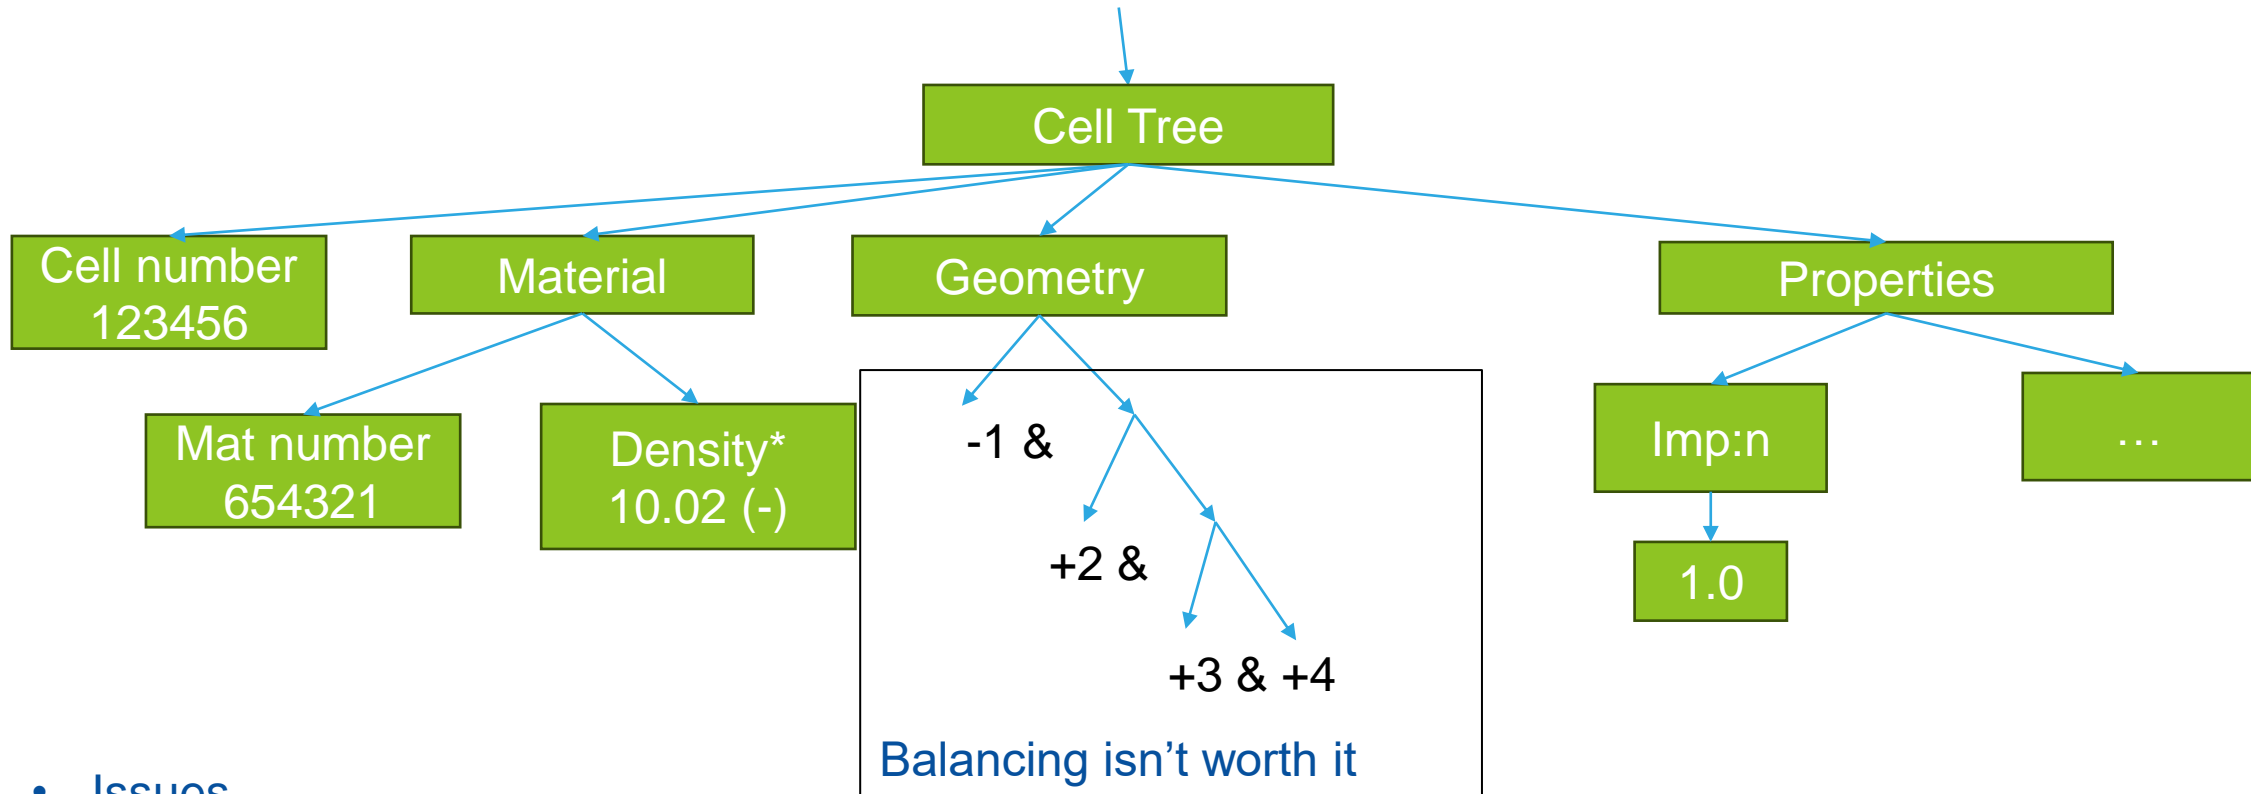 Cell Tree
Cell number
123456
Material
Geometry
Properties
Mat number
654321
Density*
10.02 (-)
-1 &
+2 &
+3 & +4
Imp:n
1.0
…
Balancing isn’t worth it
• Issues